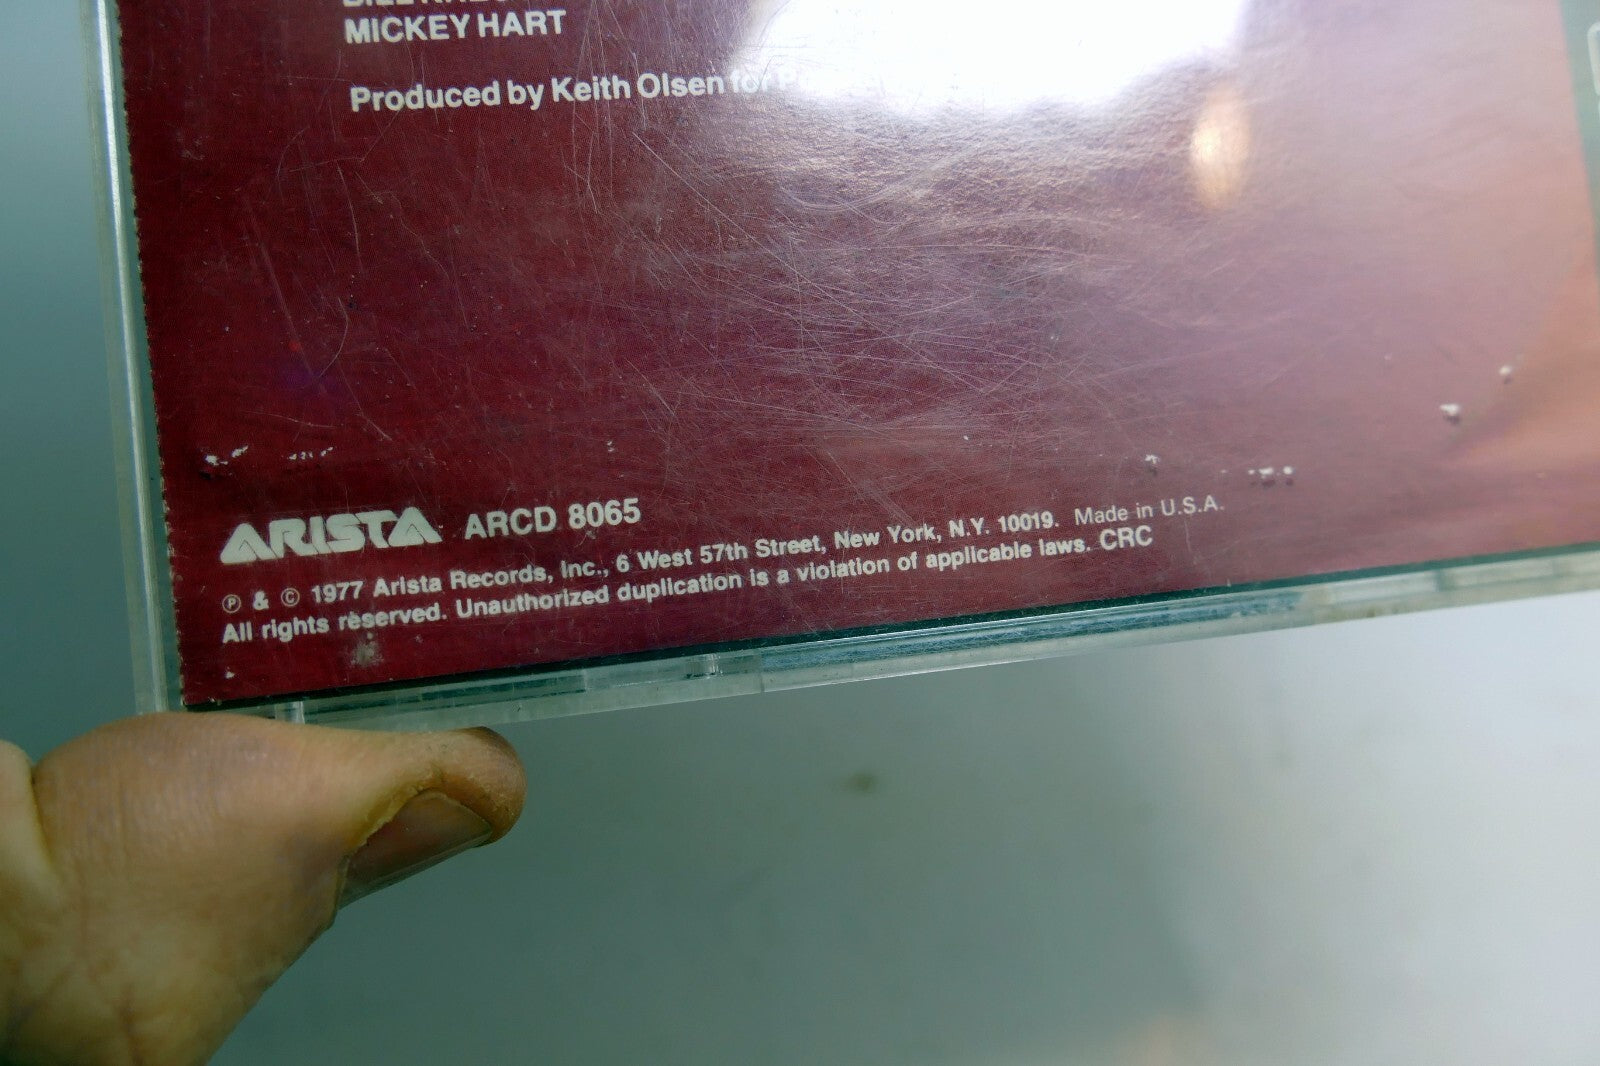 MICKEY HART
Produced by Keith Olsen for
ARISTA ARCD 8065
℗ & © 1977 Arista Records, Inc., 6 West 57th Street, New York, N.Y. 10019. Made in U.S.A.
All rights reserved. Unauthorized duplication is a violation of applicable laws. CRC